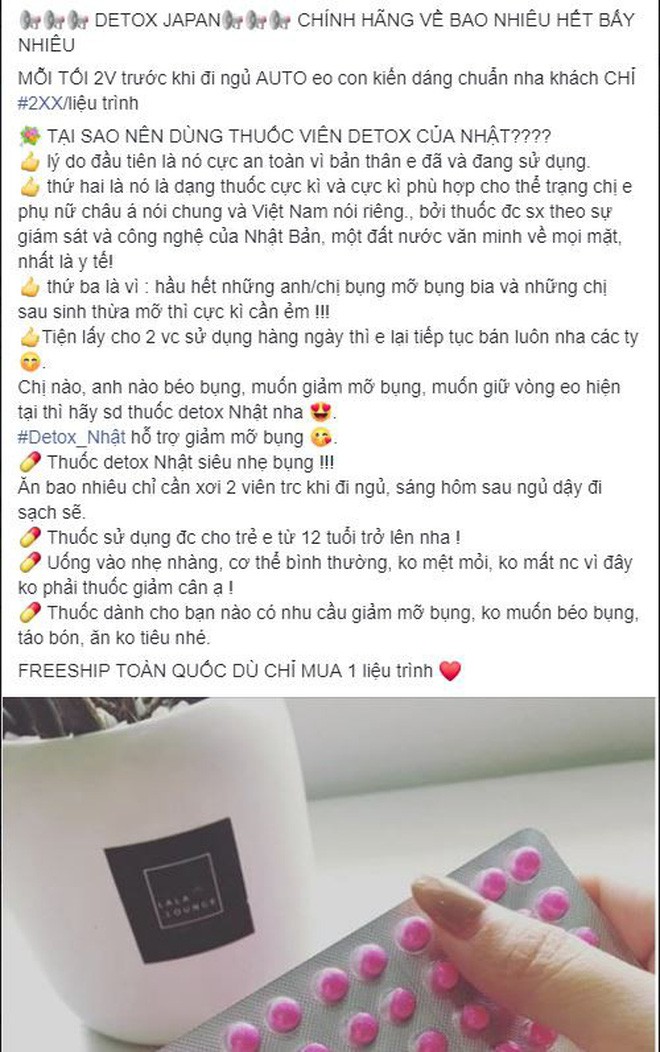 DETOX JAPAN CHÍNH HÃNG VỀ BAO NHIÊU HẾT BẤY
NHIÊU
MỖI TỐI 2V trước khi đi ngủ AUTO eo con kiến dáng chuẩn nha khách CHỈ
#2XX/liệu trình
TẠI SAO NÊN DÙNG THUỐC VIÊN DETOX CỦA NHẬT????
lý do đầu tiên là nó cực an toàn vì bản thân e đã và đang sử dụng.
thứ hai là nó là dạng thuốc cực kì và cực kì phù hợp cho thể trạng chị e
phụ nữ châu á nói chung và Việt Nam nói riêng., bởi thuốc đc sx theo sự
giám sát và công nghệ của Nhật Bản, một đất nước văn minh về mọi mặt,
nhất là y tế!
thứ ba là vì : hầu hết những anh/chị bụng mỡ bụng bia và những chị
sau sinh thừa mỡ thì cực kì cần ẻm !!!
Tiện lấy cho 2 vc sử dụng hàng ngày thì e lại tiếp tục bán luôn nha các ty
.
Chị nào, anh nào béo bụng, muốn giảm mỡ bụng, muốn giữ vòng eo hiện
tại thì hãy sd thuốc detox Nhật nha .
#Detox_Nhật hỗ trợ giảm mỡ bụng .
Thuốc detox Nhật siêu nhẹ bụng !!!
Ăn bao nhiêu chỉ cần xơi 2 viên trc khi đi ngủ, sáng hôm sau ngủ dậy đi
sạch sẽ.
Thuốc sử dụng đc cho trẻ e từ 12 tuổi trở lên nha !
Uống vào nhẹ nhàng, cơ thể bình thường, ko mệt mỏi, ko mất nc vì đây
ko phải thuốc giảm cân ạ !
Thuốc dành cho bạn nào có nhu cầu giảm mỡ bụng, ko muốn béo bụng,
táo bón, ăn ko tiêu nhé.
FREESHIP TOÀN QUỐC DÙ CHỈ MUA 1 liệu trình
LALA
LOUNGE